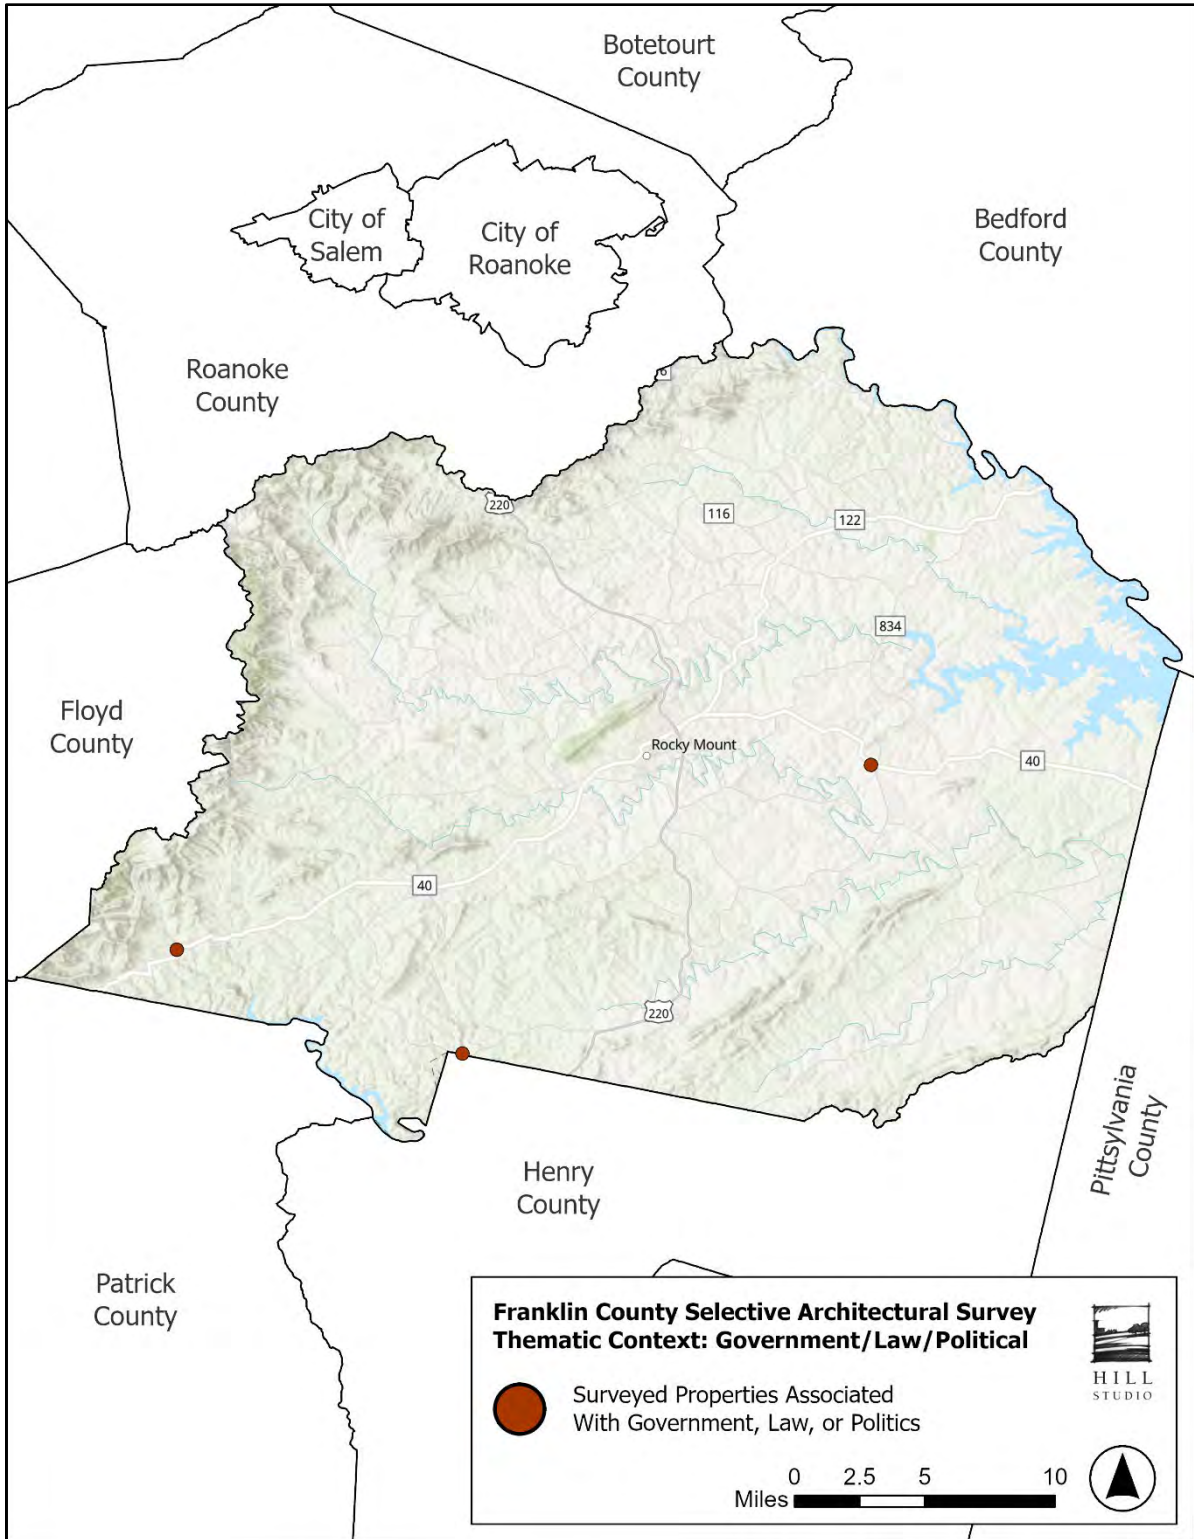 Botetourt
County
Bedford
County
City of
Salem
City of
Roanoke
Roanoke
County
6
220
116
122
834
Floyd
County
Rocky Mount
40
40
220
Pittsylvania
County
Henry
County
Patrick
County
Franklin County Selective Architectural Survey
Thematic Context: Government/Law/Political
HILL
STUDIO
Surveyed Properties Associated
With Government, Law, or Politics
0 2.5 5 10
Miles